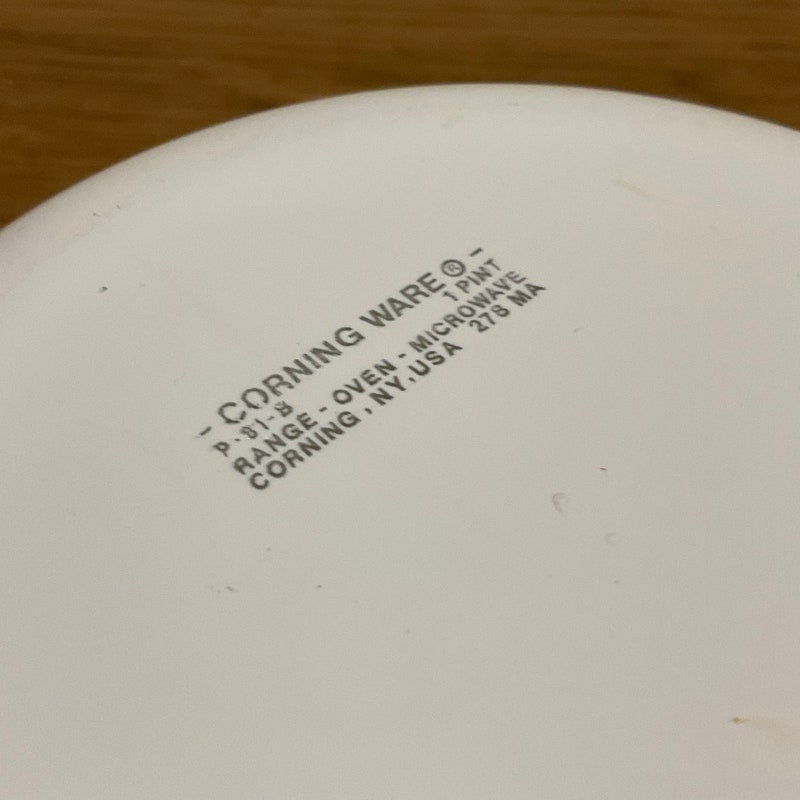 - CORNING WARE ® -
P-81-B 1 PINT
RANGE - OVEN - MICROWAVE
CORNING, NY, USA 278 MA